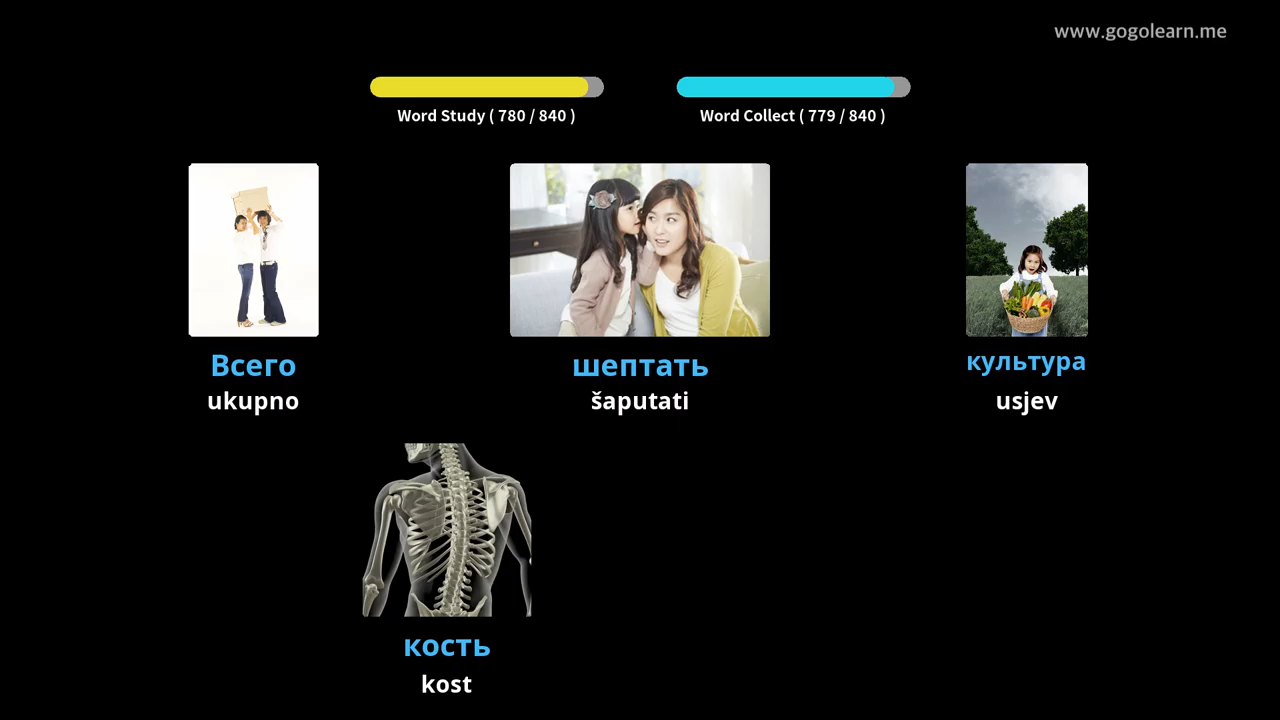 www.gogolearn.me
Word Study ( 780 / 840 )
Word Collect ( 779 / 840 )
Всего
ukupno
шептать
šaputati
культура
usjev
кость
kost